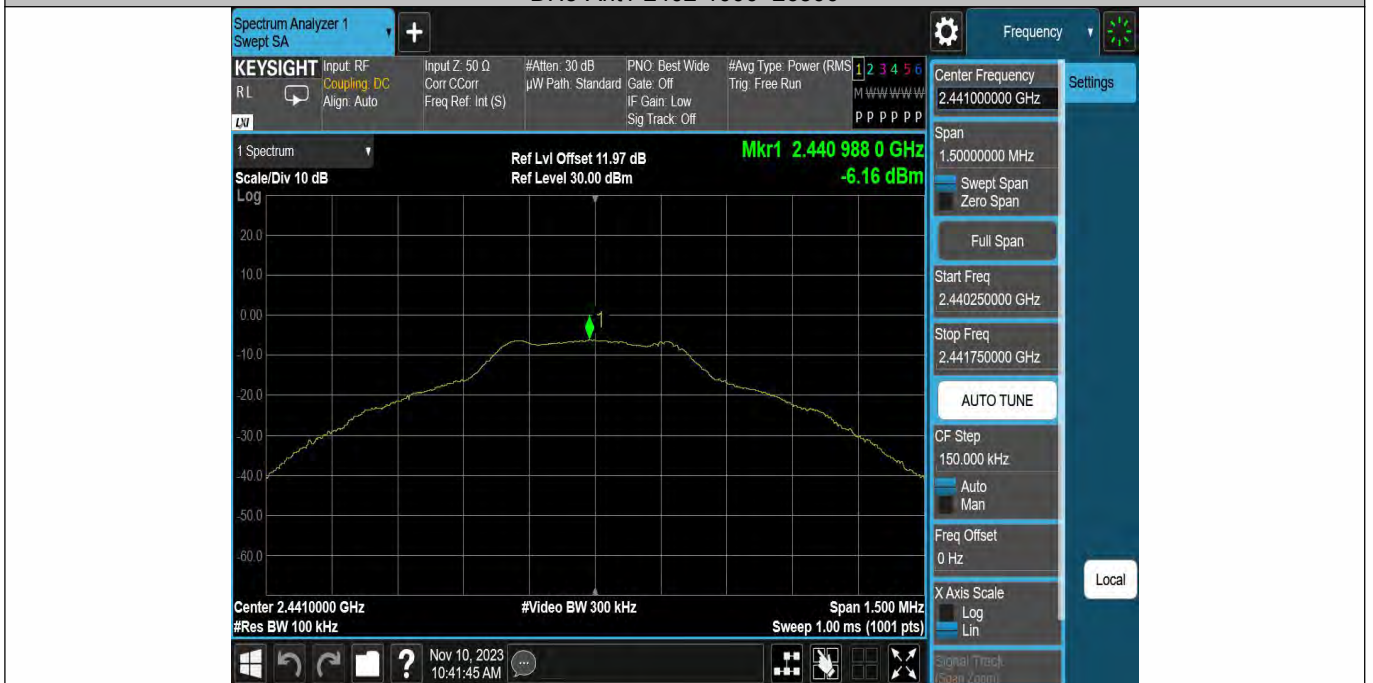 Spectrum Analyzer 1
Swept SA
Frequency
KEYSIGHT
RL
LXI
Input: RF
Coupling: DC
Align: Auto
Input Z: 50 Ω
Corr CCorr
Freq Ref: Int (S)
#Atten: 30 dB
µW Path: Standard
PNO: Best Wide
Gate: Off
IF Gain: Low
Sig Track: Off
#Avg Type: Power (RMS
Trig: Free Run
1 2 3 4 5 6
M W W W W W
P P P P P P
Center Frequency
2.441000000 GHz
Settings
Span
1.50000000 MHz
Swept Span
Zero Span
Full Span
Start Freq
2.440250000 GHz
Stop Freq
2.441750000 GHz
AUTO TUNE
CF Step
150.000 kHz
Auto
Man
Freq Offset
0 Hz
X Axis Scale
Log
Lin
Signal Track
(Span Zoom)
Local
1 Spectrum
Scale/Div 10 dB
Log
Ref Lvl Offset 11.97 dB
Ref Level 30.00 dBm
Mkr1 2.440 988 0 GHz
-6.16 dBm
20.0
10.0
0.00
1
-10.0
-20.0
-30.0
-40.0
-50.0
-60.0
Center 2.4410000 GHz
#Video BW 300 kHz
Span 1.500 MHz
#Res BW 100 kHz
Sweep 1.00 ms (1001 pts)
?
Nov 10, 2023
10:41:45 AM